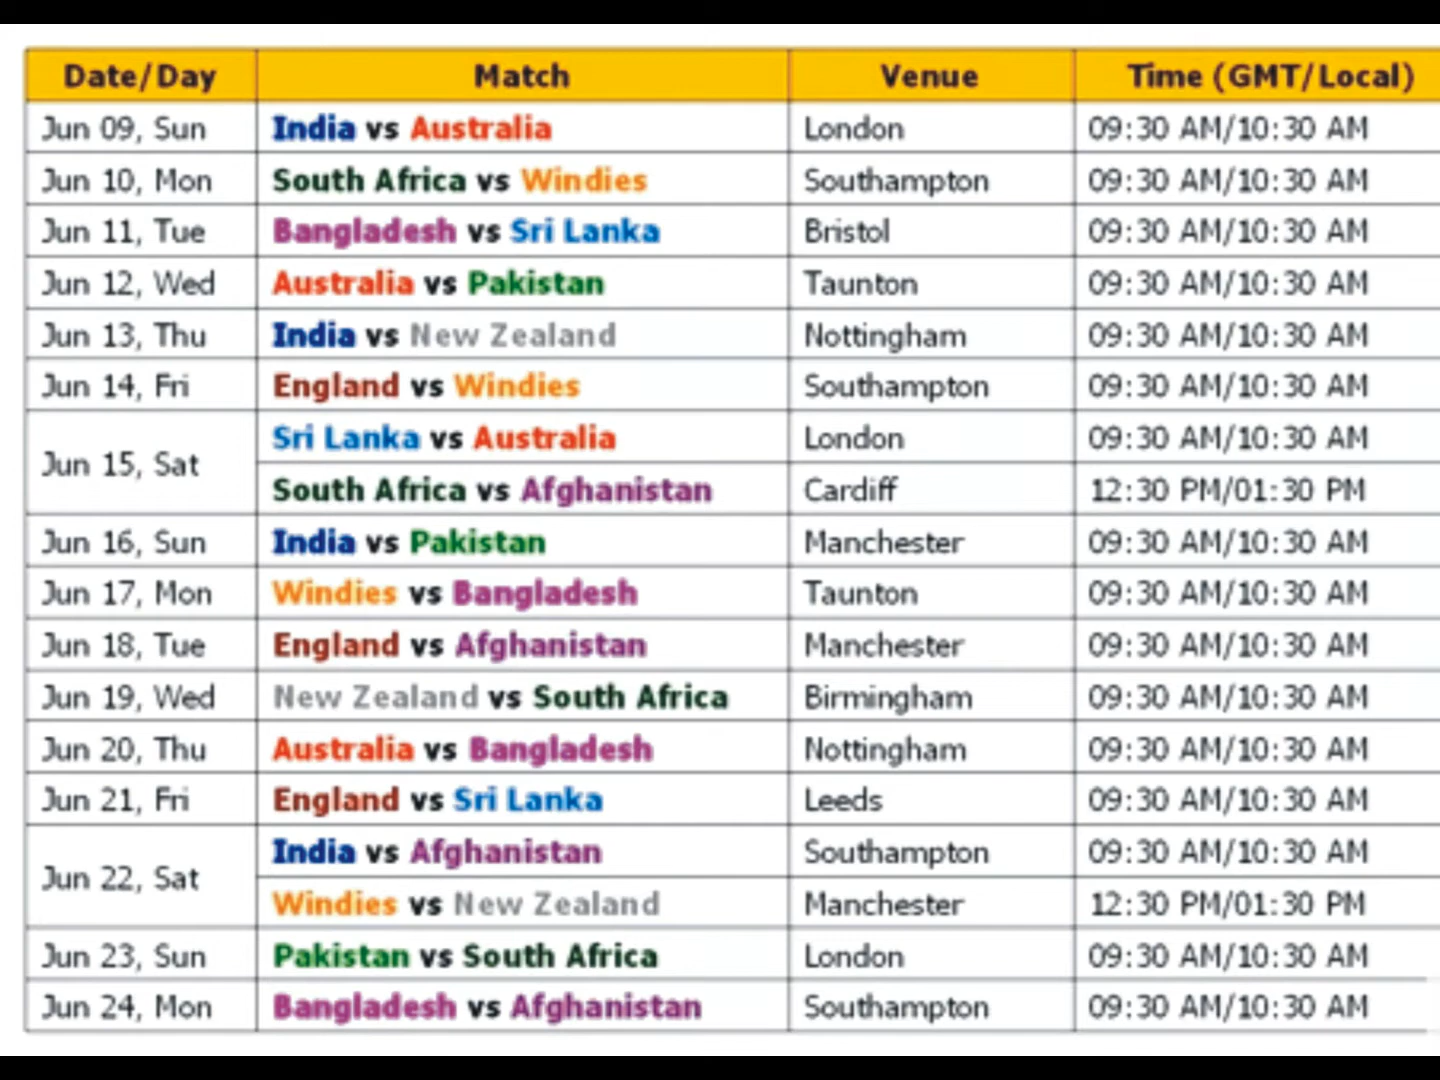 Date/Day Match Venue Time (GMT/Local)
Jun 09, Sun India vs Australia London 09:30 AM/10:30 AM
Jun 10, Mon South Africa vs Windies Southampton 09:30 AM/10:30 AM
Jun 11, Tue Bangladesh vs Sri Lanka Bristol 09:30 AM/10:30 AM
Jun 12, Wed Australia vs Pakistan Taunton 09:30 AM/10:30 AM
Jun 13, Thu India vs New Zealand Nottingham 09:30 AM/10:30 AM
Jun 14, Fri England vs Windies Southampton 09:30 AM/10:30 AM
Jun 15, Sat Sri Lanka vs Australia London 09:30 AM/10:30 AM
South Africa vs Afghanistan Cardiff 12:30 PM/01:30 PM
Jun 16, Sun India vs Pakistan Manchester 09:30 AM/10:30 AM
Jun 17, Mon Windies vs Bangladesh Taunton 09:30 AM/10:30 AM
Jun 18, Tue England vs Afghanistan Manchester 09:30 AM/10:30 AM
Jun 19, Wed New Zealand vs South Africa Birmingham 09:30 AM/10:30 AM
Jun 20, Thu Australia vs Bangladesh Nottingham 09:30 AM/10:30 AM
Jun 21, Fri England vs Sri Lanka Leeds 09:30 AM/10:30 AM
Jun 22, Sat India vs Afghanistan Southampton 09:30 AM/10:30 AM
Windies vs New Zealand Manchester 12:30 PM/01:30 PM
Jun 23, Sun Pakistan vs South Africa London 09:30 AM/10:30 AM
Jun 24, Mon Bangladesh vs Afghanistan Southampton 09:30 AM/10:30 AM